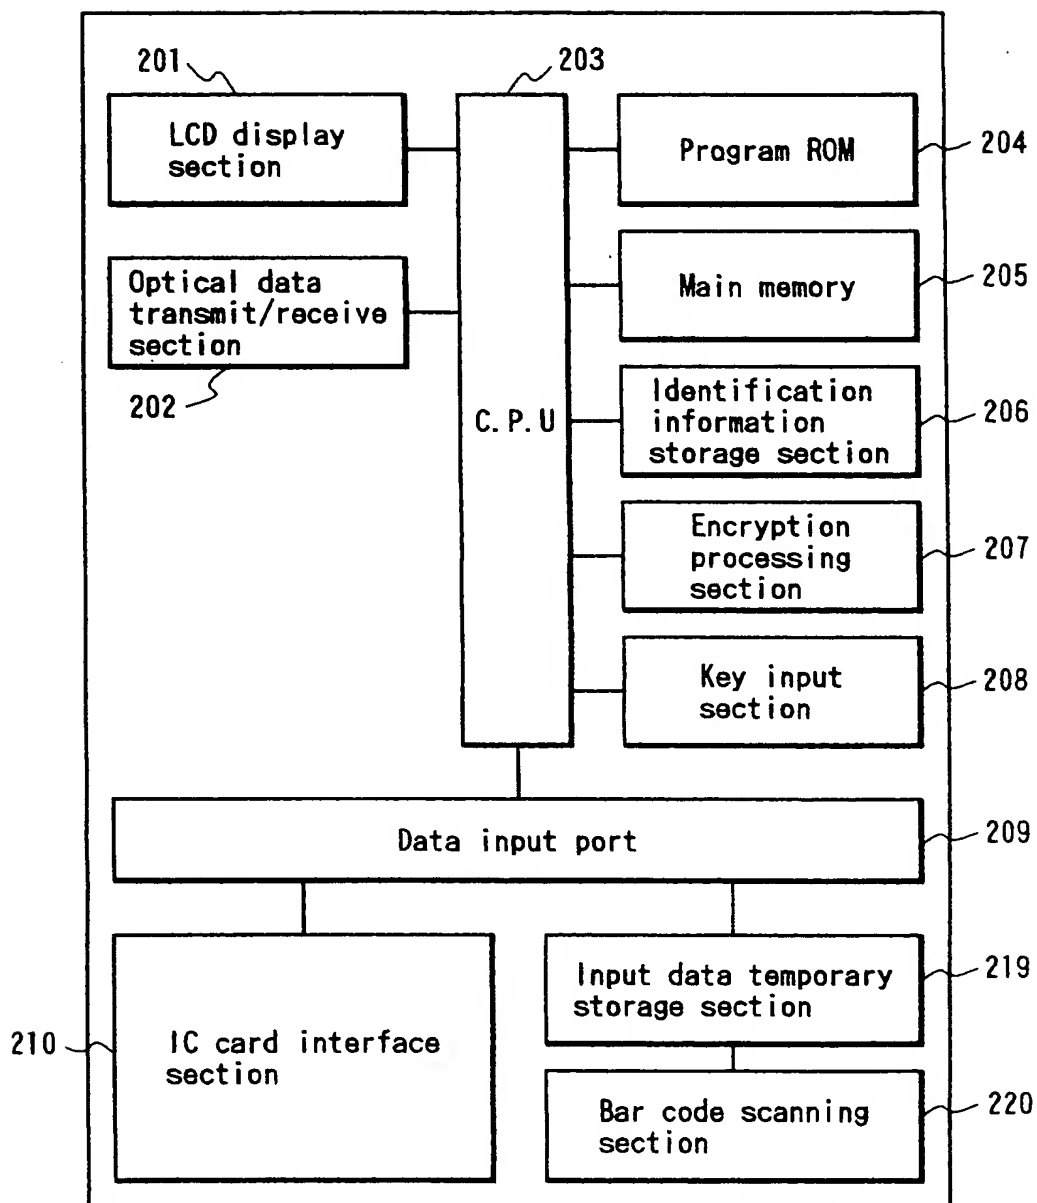 201
LCD display
section
203
Program ROM
204
Optical data
transmit/receive
section
202
Main memory
205
C.P.U
Identification
information
storage section
206
Encryption
processing
section
207
Key input
section
208
Data input port
209
210
IC card interface
section
Input data temporary
storage section
219
Bar code scanning
section
220